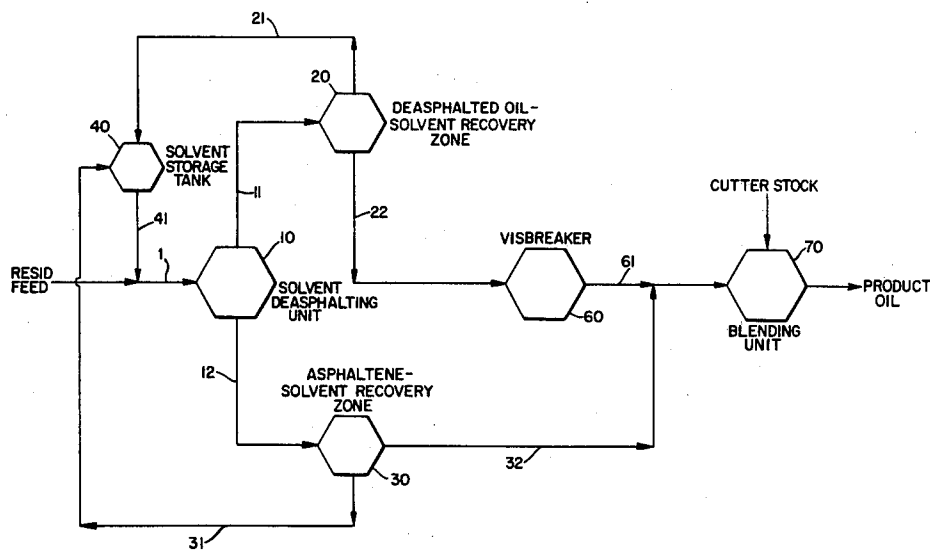 21
20
DEASPHALTED OIL-
SOLVENT RECOVERY
ZONE
40
SOLVENT
STORAGE
TANK
CUTTER STOCK
11
22
41
10
VISBREAKER
70
1
61
RESID
FEED
SOLVENT
DEASPHALTING
UNIT
60
PRODUCT
OIL
BLENDING
UNIT
12
ASPHALTENE-
SOLVENT RECOVERY
ZONE
32
30
31